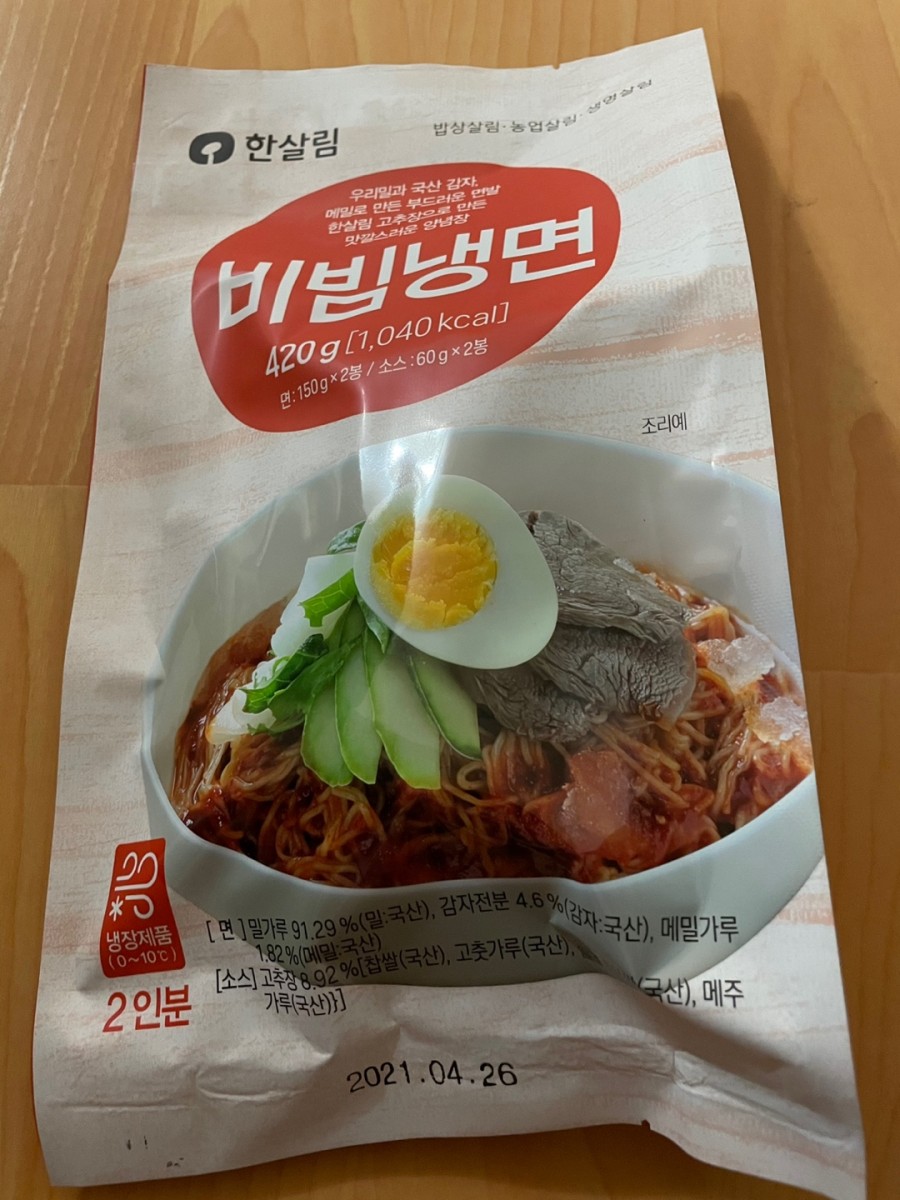 한살림
밥상살림·농업살림·생명살림
우리밀과 국산 감자,
메밀로 만든 부드러운 면발
한살림 고추장으로 만든
맛깔스러운 양념장
비빔냉면
420g [1,040 kcal]
면:150g×2봉 / 소스:60g×2봉
조리예
냉장제품
(0~10℃)
2인분
[면] 밀가루 91.29%(밀:국산), 감자전분 4.6%(감자:국산), 메밀가루
1.82%(메밀:국산)
[소스] 고추장 8.92%[찹쌀(국산), 고춧가루(국산), (국산), 메주
가루(국산)}]
2021.04.26